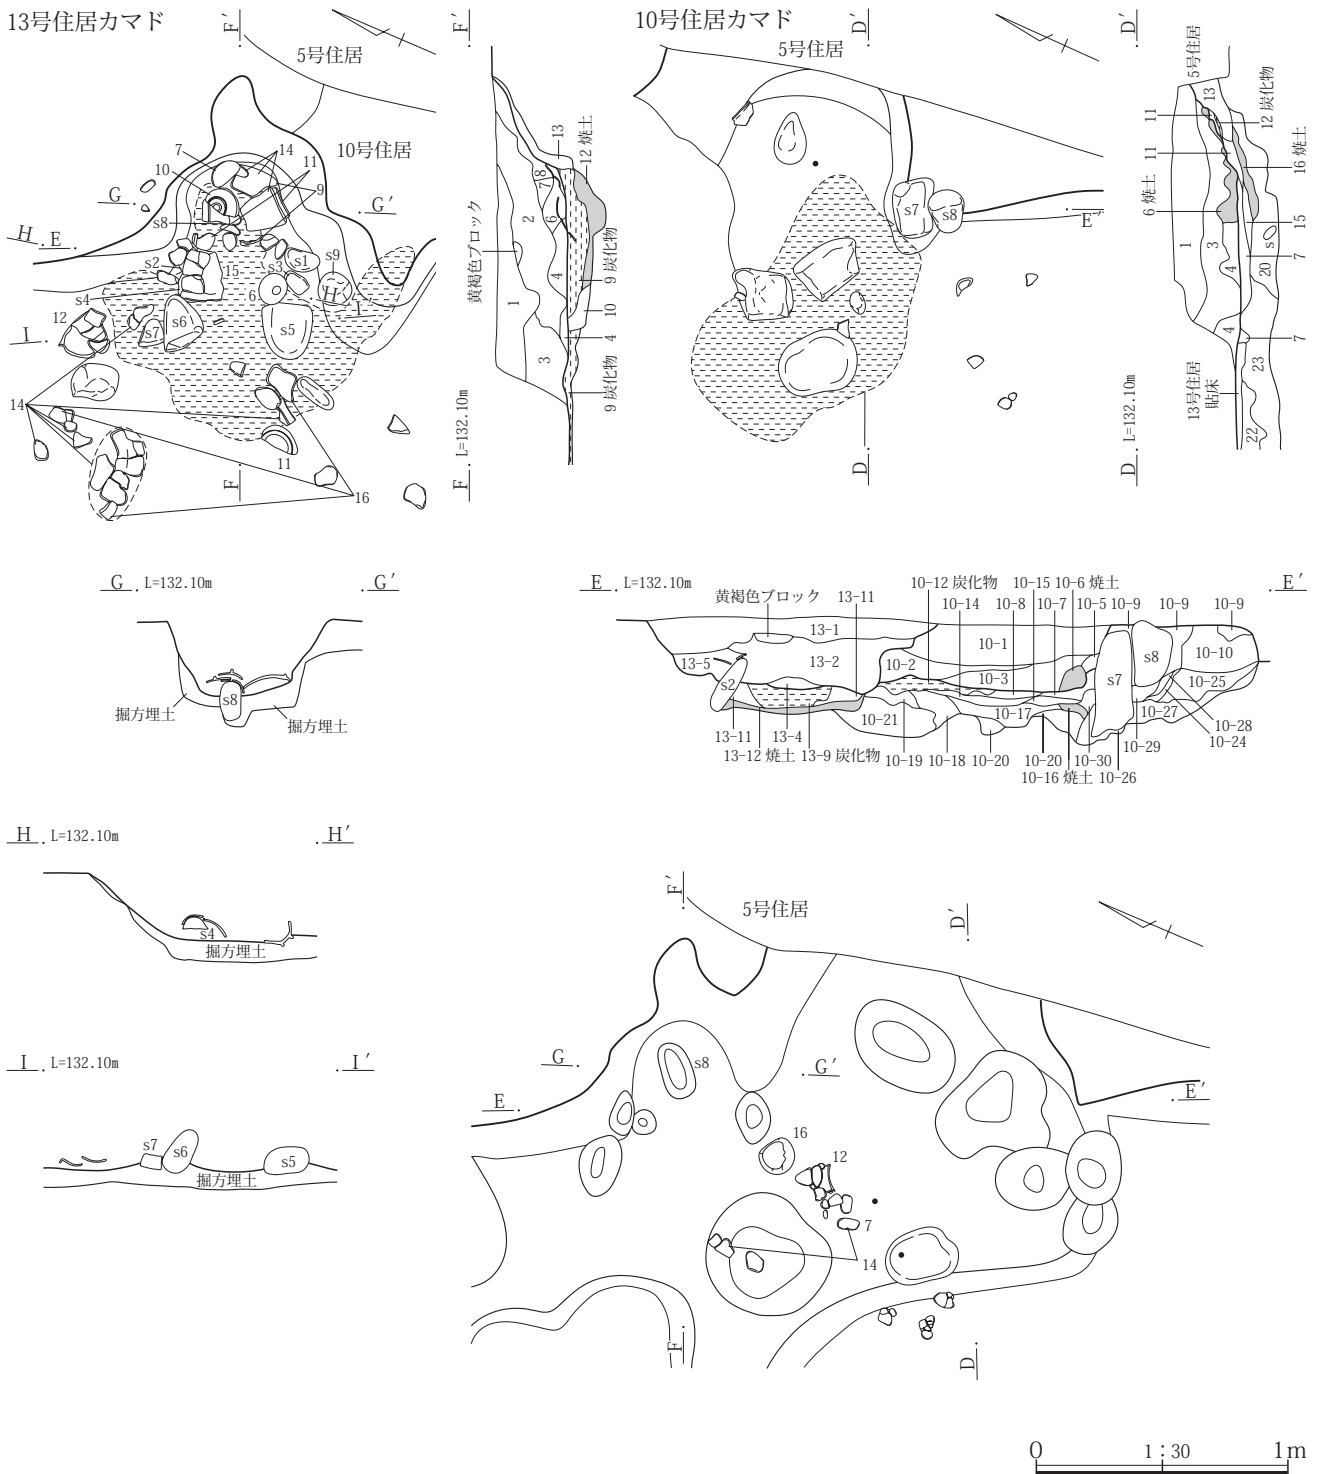 13号住居カマド
F′
5号住居
10号住居
7
14
11
10
9
G
G′
s8
H
E
s2
s3
s1
s9
15
6
H′
s4
I′
12
I
s7
s6
s5
14
11
F
16
F′
13
12 焼土
8
7
2
6
黄褐色ブロック
9 炭化物
4
1
10
4
3
9 炭化物
F
L=132.10m
10号住居カマド
D′
5号住居
s7
s8
E′
D
D′
5号住居
11
13
12 炭化物
11
16 焼土
6 焼土
15
1
3
s
7
4
20
4
7
23
13号住居
貼床
22
D
L=132.10m
G
L=132.10m
G′
s8
掘方埋土
掘方埋土
E
L=132.10m
E′
10-12 炭化物
10-15
10-6 焼土
黄褐色ブロック
13-11
10-14
10-8
10-7
10-5
10-9
10-9
10-9
13-1
10-1
13-5
13-2
10-2
10-3
s8
10-10
s2
s7
10-25
10-21
10-17
10-27
10-28
13-11
13-4
10-24
10-29
13-12 焼土
13-9 炭化物
10-19
10-18
10-20
10-20
10-30
10-16 焼土
10-26
H
L=132.10m
H′
s4
掘方埋土
I
L=132.10m
I′
s7
s6
s5
掘方埋土
F′
5号住居
D′
G
s8
G′
E
E′
16
12
7
14
F
D
0
1:30
1m